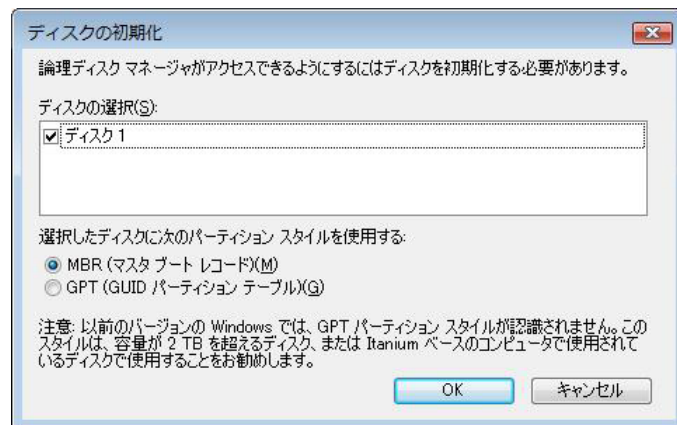 ディスクの初期化
論理ディスク マネージャがアクセスできるようにするにはディスクを初期化する必要があります。
ディスクの選択(S):
ディスク 1
選択したディスクに次のパーティション スタイルを使用する:
MBR (マスタ ブート レコード)(M)
GPT (GUID パーティション テーブル)(G)
注意: 以前のバージョンの Windows では、GPT パーティション スタイルが認識されません。この
スタイルは、容量が 2 TB を超えるディスク、または Itanium ベースのコンピュータで使用されて
いるディスクで使用することをお勧めします。
OK キャンセル